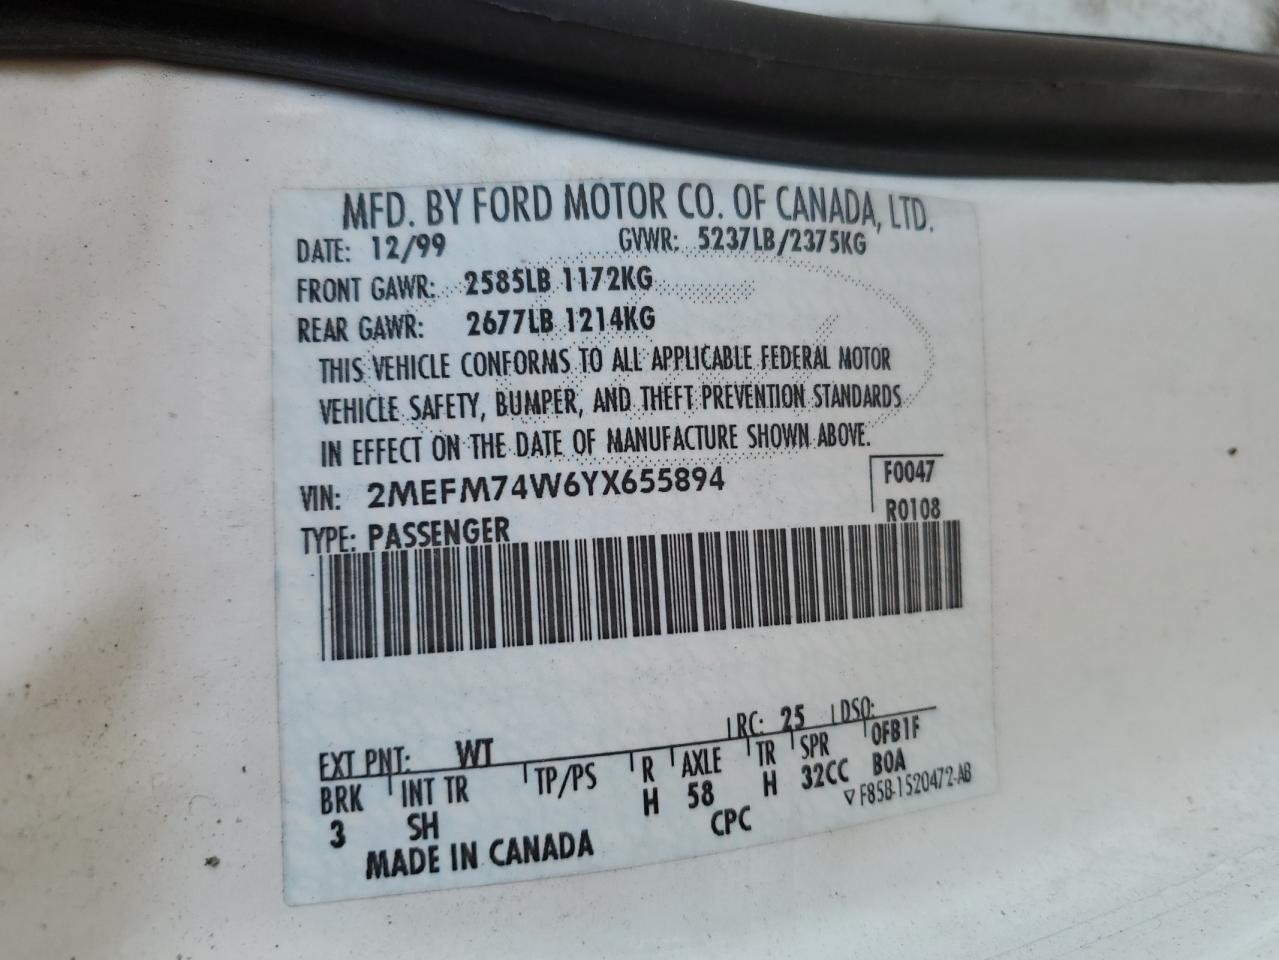 MFD. BY FORD MOTOR CO. OF CANADA, LTD.
DATE: 12/99 GVWR: 5237LB/2375KG
FRONT GAWR: 2585LB 1172KG
REAR GAWR: 2677LB 1214KG
THIS VEHICLE CONFORMS TO ALL APPLICABLE FEDERAL MOTOR
VEHICLE SAFETY, BUMPER, AND THEFT PREVENTION STANDARDS
IN EFFECT ON THE DATE OF MANUFACTURE SHOWN ABOVE.
VIN: 2MEFM74W6YX655894 F0047
TYPE: PASSENGER R0108
EXT PNT: WT RC: 25 DSO:
BRK INT TR TP/PS R AXLE TR SPR 0FB1F
3 SH H 58 H 32CC B0A
MADE IN CANADA CPC ▽F85B-1520472-AB